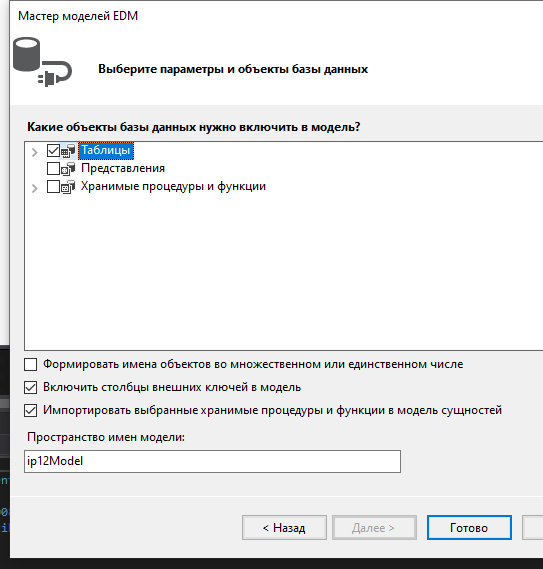 Мастер моделей EDM
Выберите параметры и объекты базы данных
Какие объекты базы данных нужно включить в модель?
Таблицы
Представления
Хранимые процедуры и функции
Формировать имена объектов во множественном или единственном числе
Включить столбцы внешних ключей в модель
Импортировать выбранные хранимые процедуры и функции в модель сущностей
Пространство имен модели:
ip12Model
< Назад
Далее >
Готово